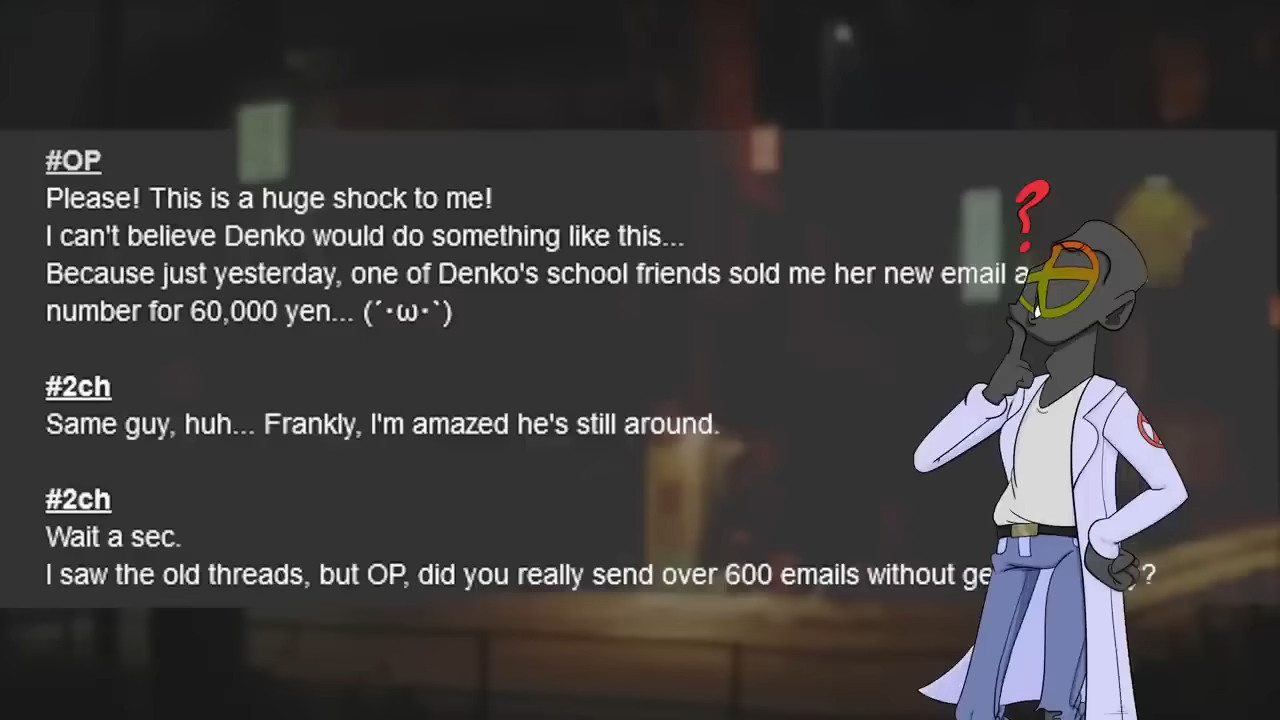 #OP
Please! This is a huge shock to me!
I can't believe Denko would do something like this...
Because just yesterday, one of Denko's school friends sold me her new email
number for 60,000 yen... (´・ω・`)
#2ch
Same guy, huh... Frankly, I'm amazed he's still around.
#2ch
Wait a sec.
I saw the old threads, but OP, did you really send over 600 emails without ?
?